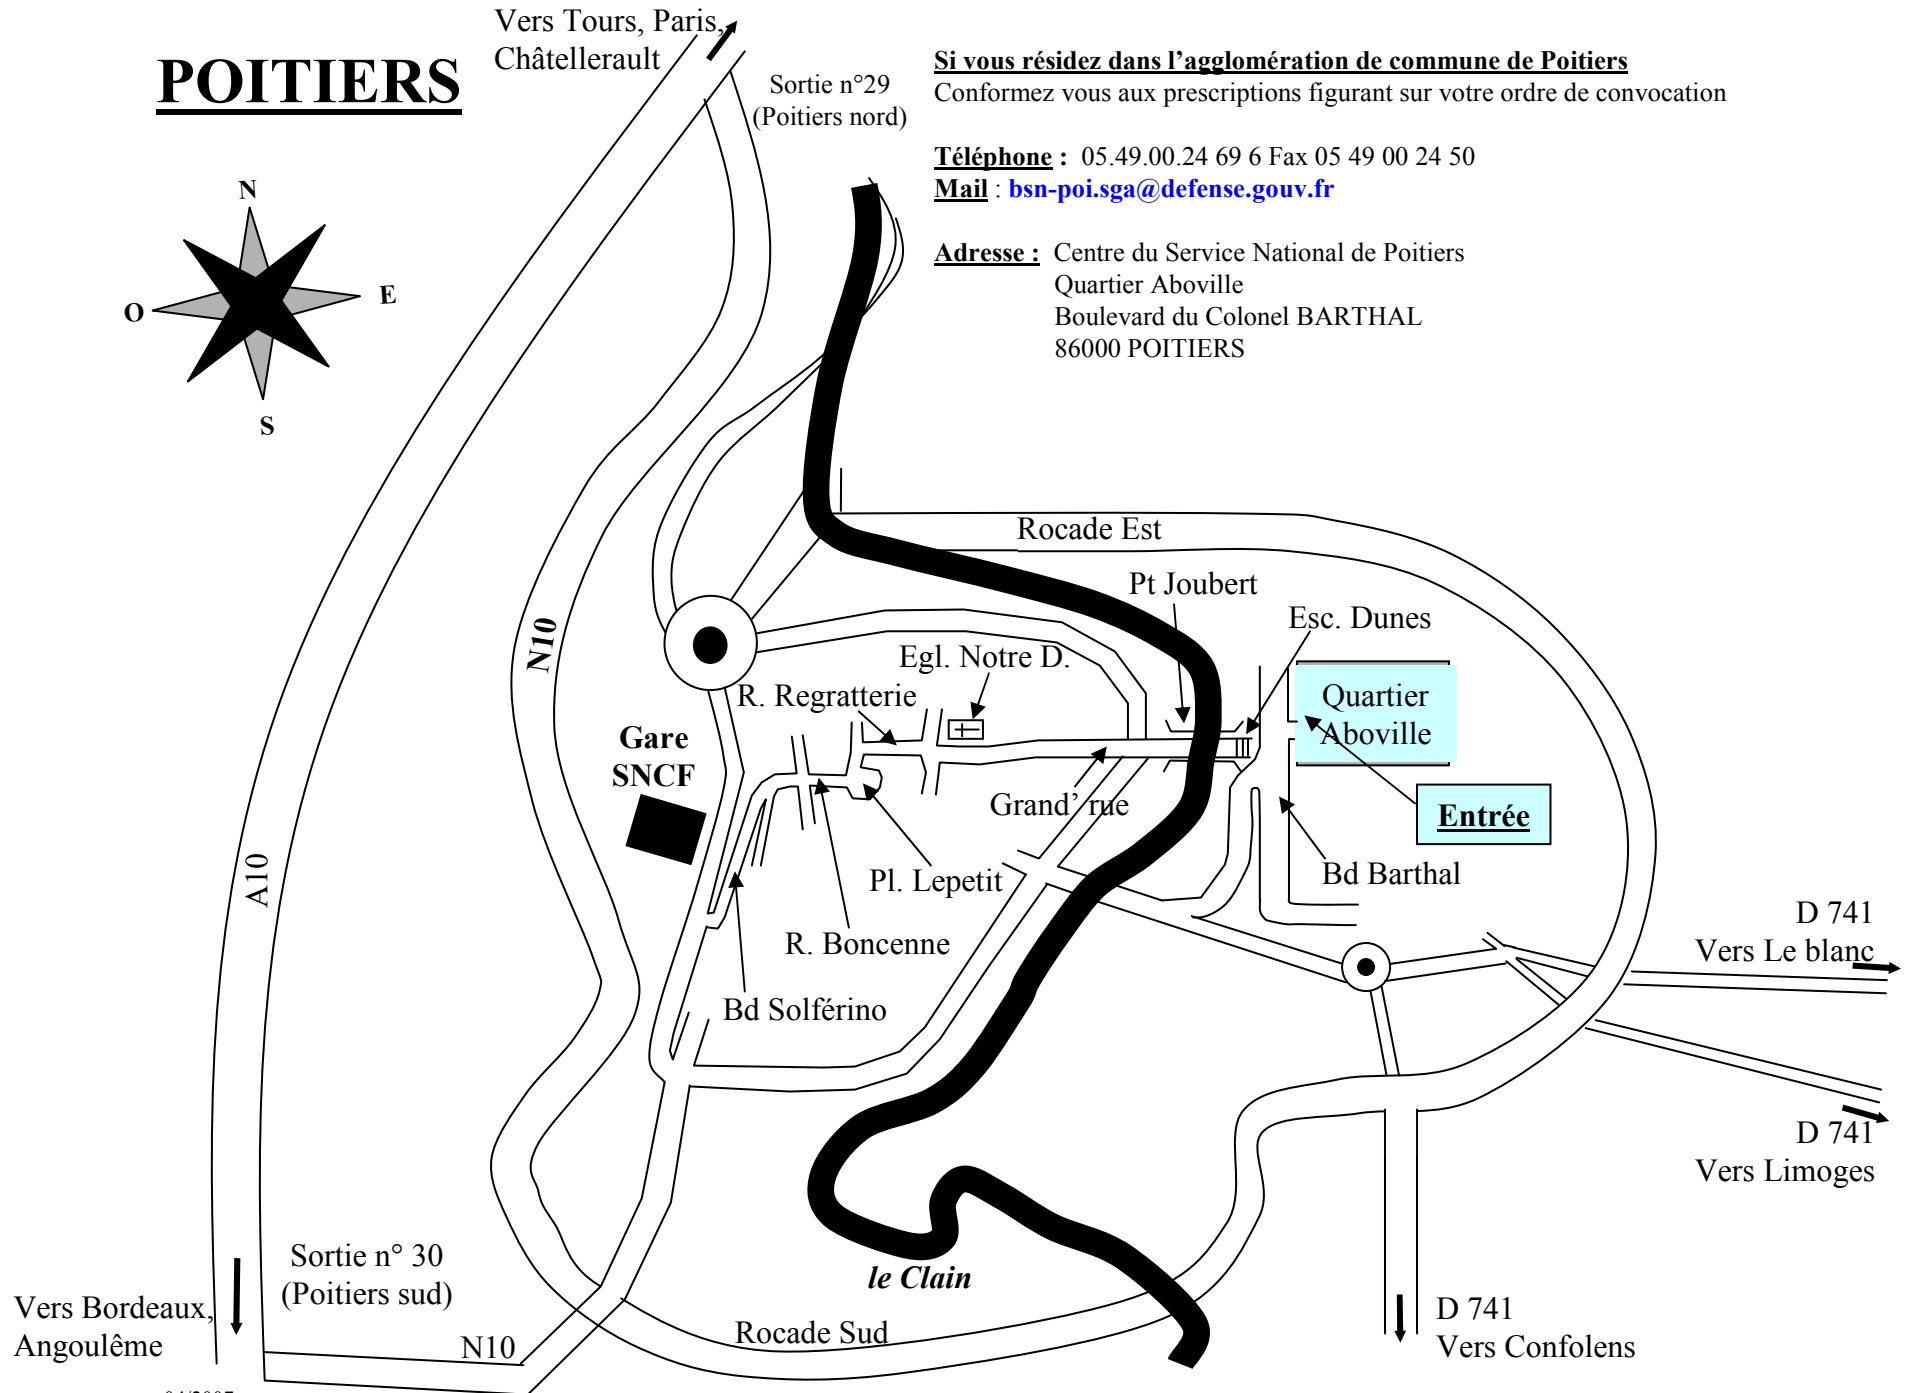 POITIERS
Vers Tours, Paris,
Châtellerault
Sortie n°29
(Poitiers nord)
Si vous résidez dans l'agglomération de commune de Poitiers
Conformez vous aux prescriptions figurant sur votre ordre de convocation
Téléphone : 05.49.00.24 69 6 Fax 05 49 00 24 50
Mail : bsn-poi.sga@defense.gouv.fr
Adresse : Centre du Service National de Poitiers
Quartier Aboville
Boulevard du Colonel BARTHAL
86000 POITIERS
N
O
E
S
Rocade Est
Pt Joubert
Esc. Dunes
N10
Egl. Notre D.
R. Regratterie
Quartier
Aboville
Gare
SNCF
Grand' rue
Entrée
A10
Pl. Lepetit
Bd Barthal
R. Boncenne
D 741
Vers Le blanc
Bd Solférino
D 741
Vers Limoges
Sortie n° 30
(Poitiers sud)
le Clain
Vers Bordeaux,
Angoulême
N10
Rocade Sud
D 741
Vers Confolens